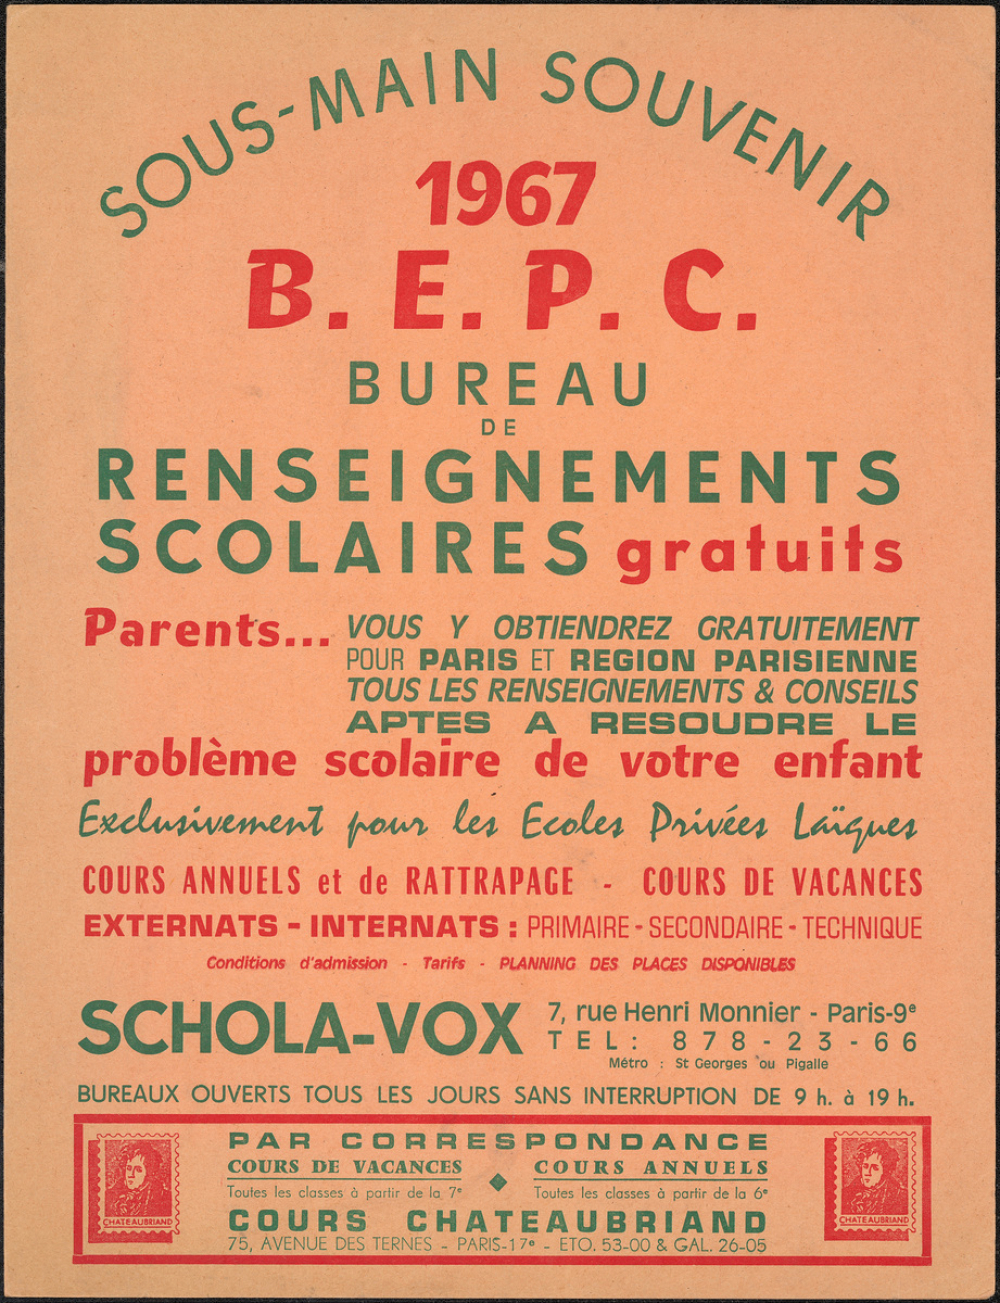 SOUS-MAIN SOUVENIR
1967
B. E. P. C.
BUREAU
DE
RENSEIGNEMENTS
SCOLAIRES gratuits
Parents... VOUS Y OBTIENDREZ GRATUITEMENT
POUR PARIS ET REGION PARISIENNE
TOUS LES RENSEIGNEMENTS & CONSEILS
APTES A RESOUDRE LE
problème scolaire de votre enfant
Exclusivement pour les Ecoles Privées Laïques
COURS ANNUELS et de RATTRAPAGE - COURS DE VACANCES
EXTERNATS - INTERNATS : PRIMAIRE - SECONDAIRE - TECHNIQUE
Conditions d'admission - Tarifs - PLANNING DES PLACES DISPONIBLES
SCHOLA-VOX
7, rue Henri Monnier - Paris-9e
TEL : 878-23-66
Métro : St Georges ou Pigalle
BUREAUX OUVERTS TOUS LES JOURS SANS INTERRUPTION DE 9 h. à 19 h.
PAR CORRESPONDANCE
COURS DE VACANCES
Toutes les classes à partir de la 7e
COURS ANNUELS
Toutes les classes à partir de la 6e
COURS CHATEAUBRIAND
75, AVENUE DES TERNES - PARIS-17e - ETO. 53-00 & GAL. 26-05
CHATEAUBRIAND
CHATEAUBRIAND